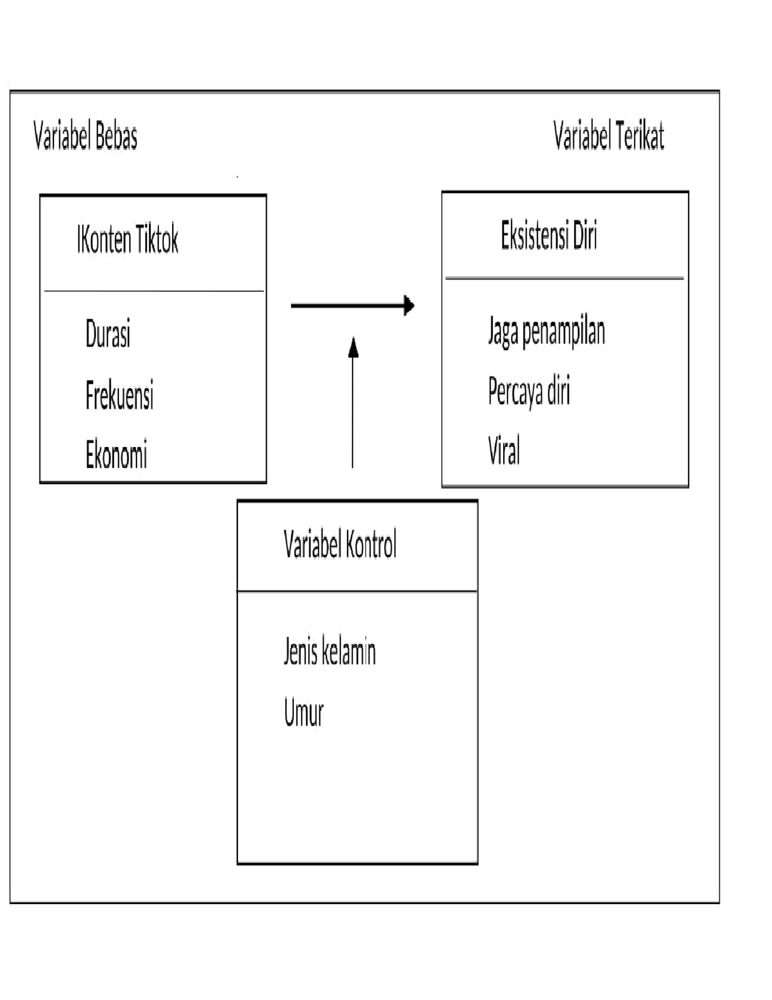 Variabel Bebas
Variabel Terikat
IKonten Tiktok
Durasi
Frekuensi
Ekonomi
Eksistensi Diri
Jaga penampilan
Percaya diri
Viral
Variabel Kontrol
Jenis kelamin
Umur